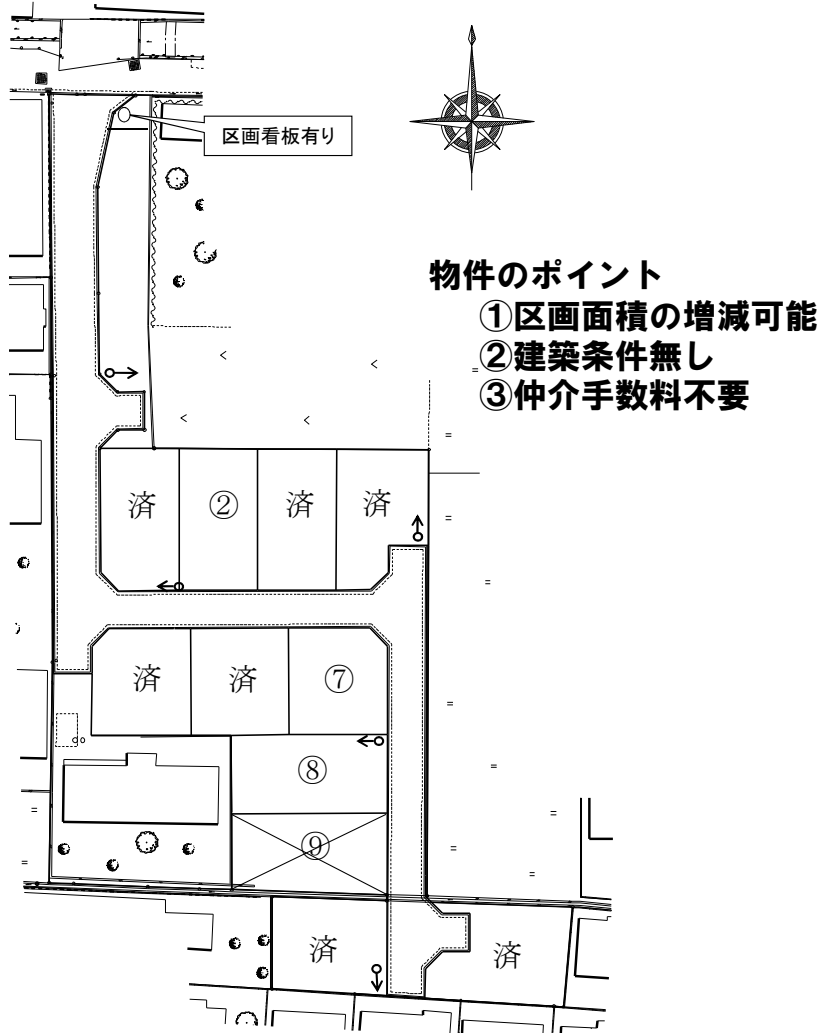 区画看板有り
物件のポイント
①区画面積の増減可能
②建築条件無し
③仲介手数料不要
済 ② 済 済
済 済 ⑦
⑧
⑨
済 済